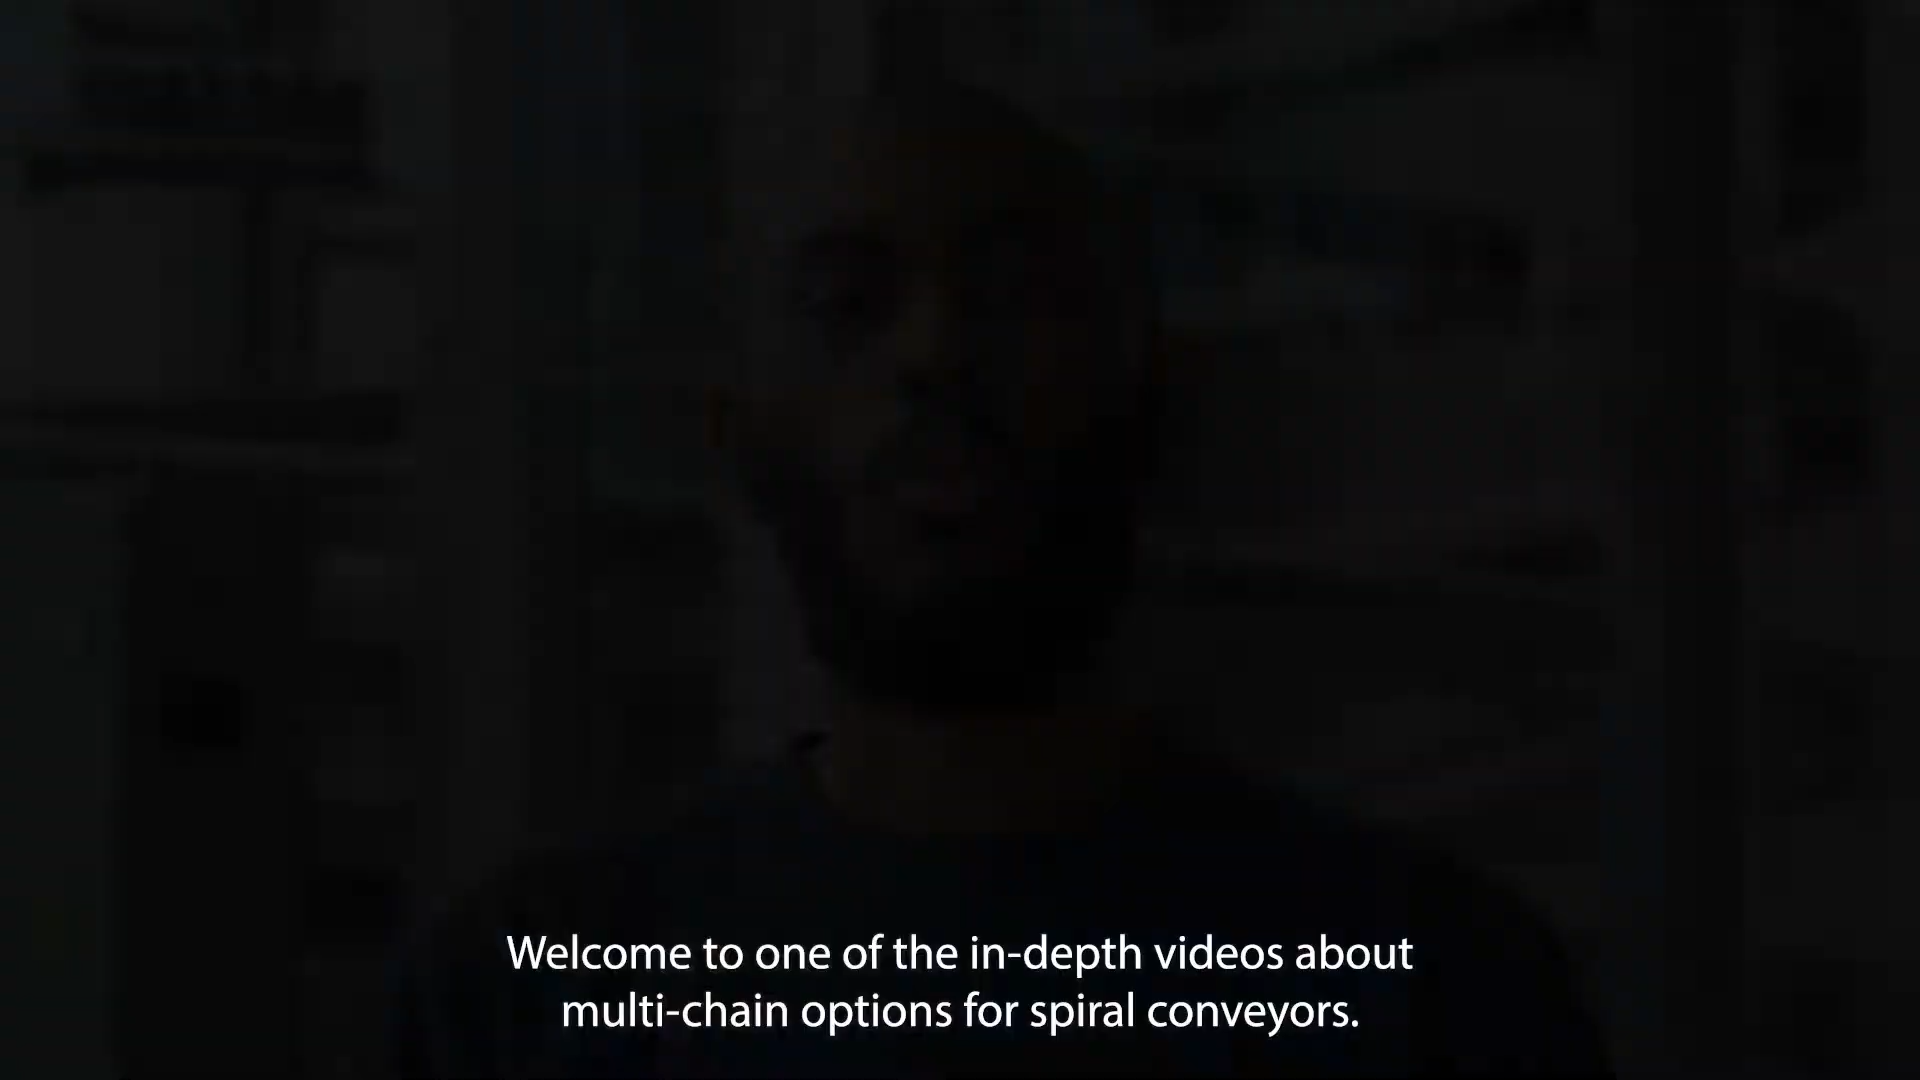 Welcome to one of the in-depth videos about
multi-chain options for spiral conveyors.